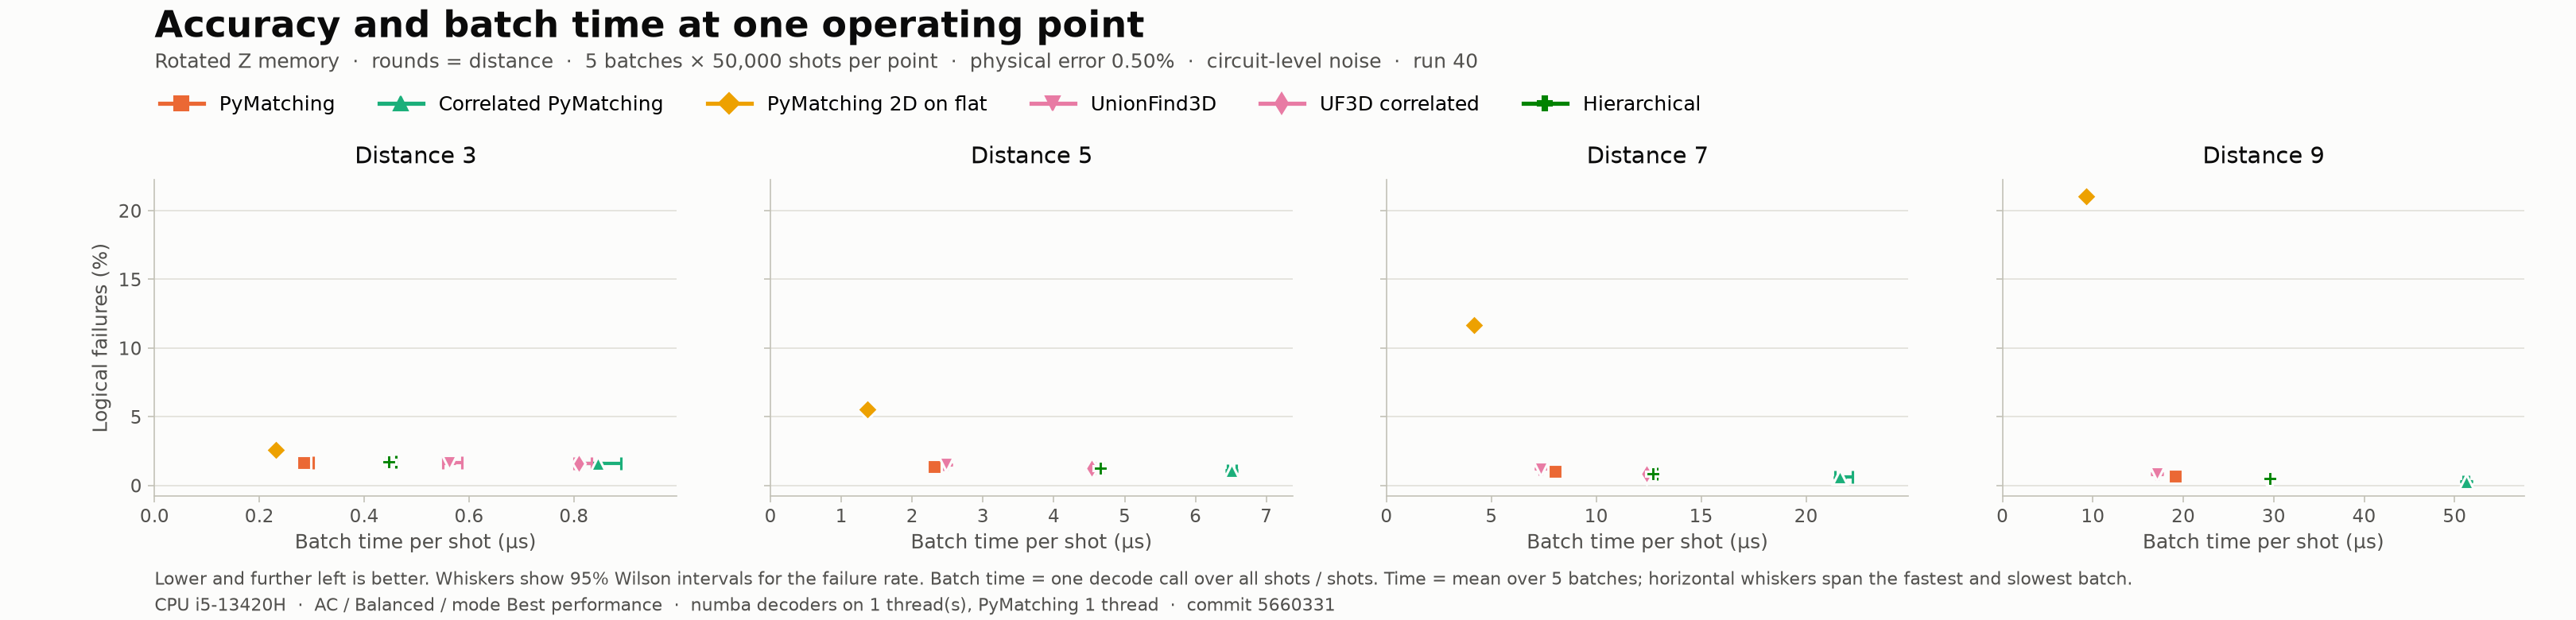 Accuracy and batch time at one operating point
Rotated Z memory · rounds = distance · 5 batches × 50,000 shots per point · physical error 0.50% · circuit-level noise · run 40
PyMatching Correlated PyMatching PyMatching 2D on flat UnionFind3D UF3D correlated Hierarchical
Distance 3 Distance 5 Distance 7 Distance 9
Logical failures (%)
20
15
10
5
0
0.0 0.2 0.4 0.6 0.8
0 1 2 3 4 5 6 7
0 5 10 15 20
0 10 20 30 40 50
Batch time per shot (µs) Batch time per shot (µs) Batch time per shot (µs) Batch time per shot (µs)
Lower and further left is better. Whiskers show 95% Wilson intervals for the failure rate. Batch time = one decode call over all shots / shots. Time = mean over 5 batches; horizontal whiskers span the fastest and slowest batch.
CPU i5-13420H · AC / Balanced / mode Best performance · numba decoders on 1 thread(s), PyMatching 1 thread · commit 5660331